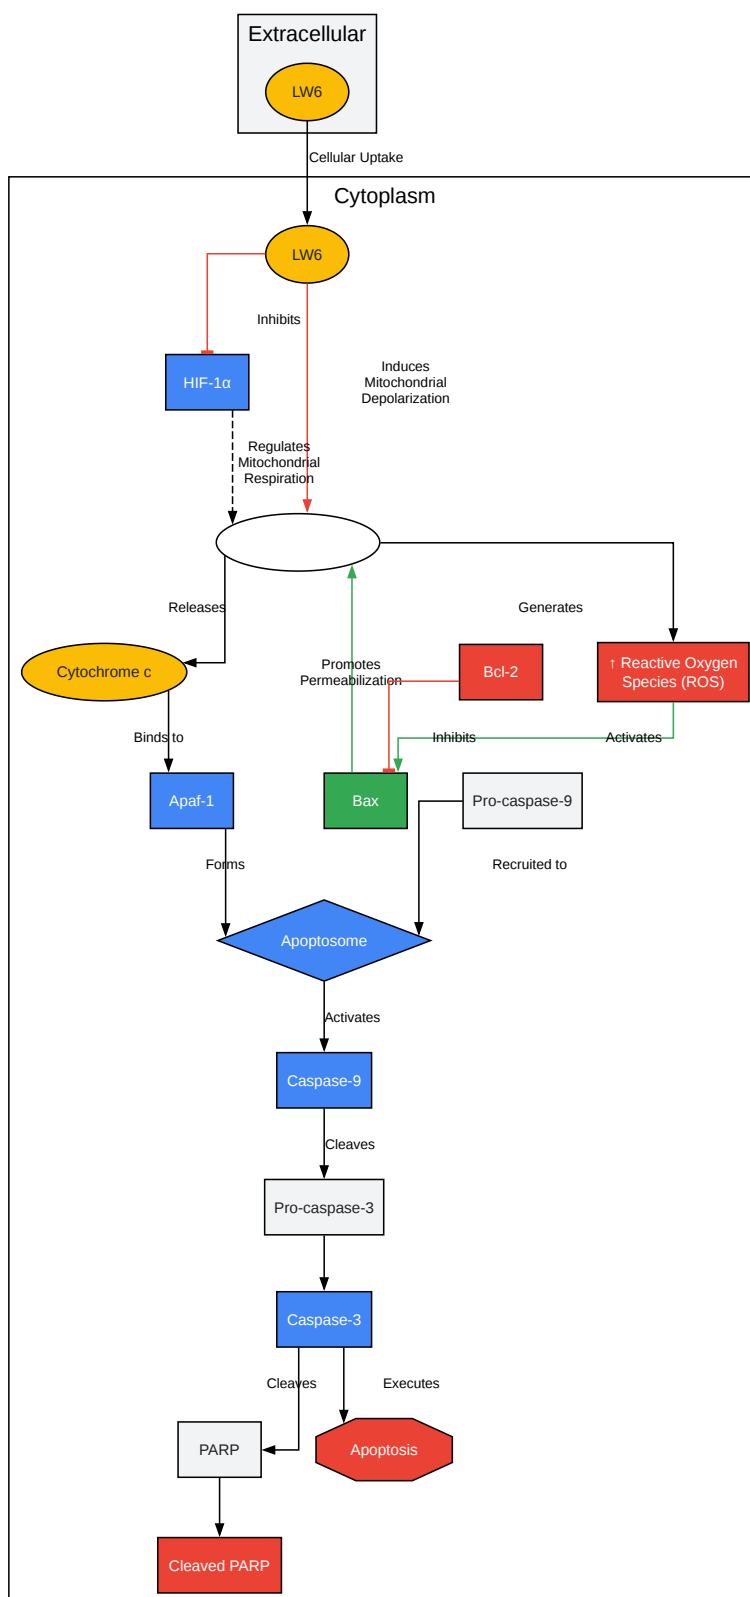 Extracellular
LW6
Cellular Uptake
Cytoplasm
LW6
Inhibits
Induces
Mitochondrial
Depolarization
HIF-1α
Regulates
Mitochondrial
Respiration
Releases
Generates
Cytochrome c
Promotes
Permeabilization
Bcl-2
↑ Reactive Oxygen
Species (ROS)
Binds to
Inhibits
Activates
Apaf-1
Bax
Pro-caspase-9
Forms
Recruited to
Apoptosome
Activates
Caspase-9
Cleaves
Pro-caspase-3
Caspase-3
Cleaves
Executes
PARP
Apoptosis
Cleaved PARP